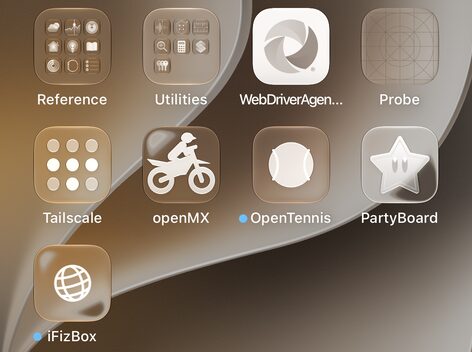 Reference
Utilities
WebDriverAgen...
Probe
Tailscale
openMX
OpenTennis
PartyBoard
iFizBox